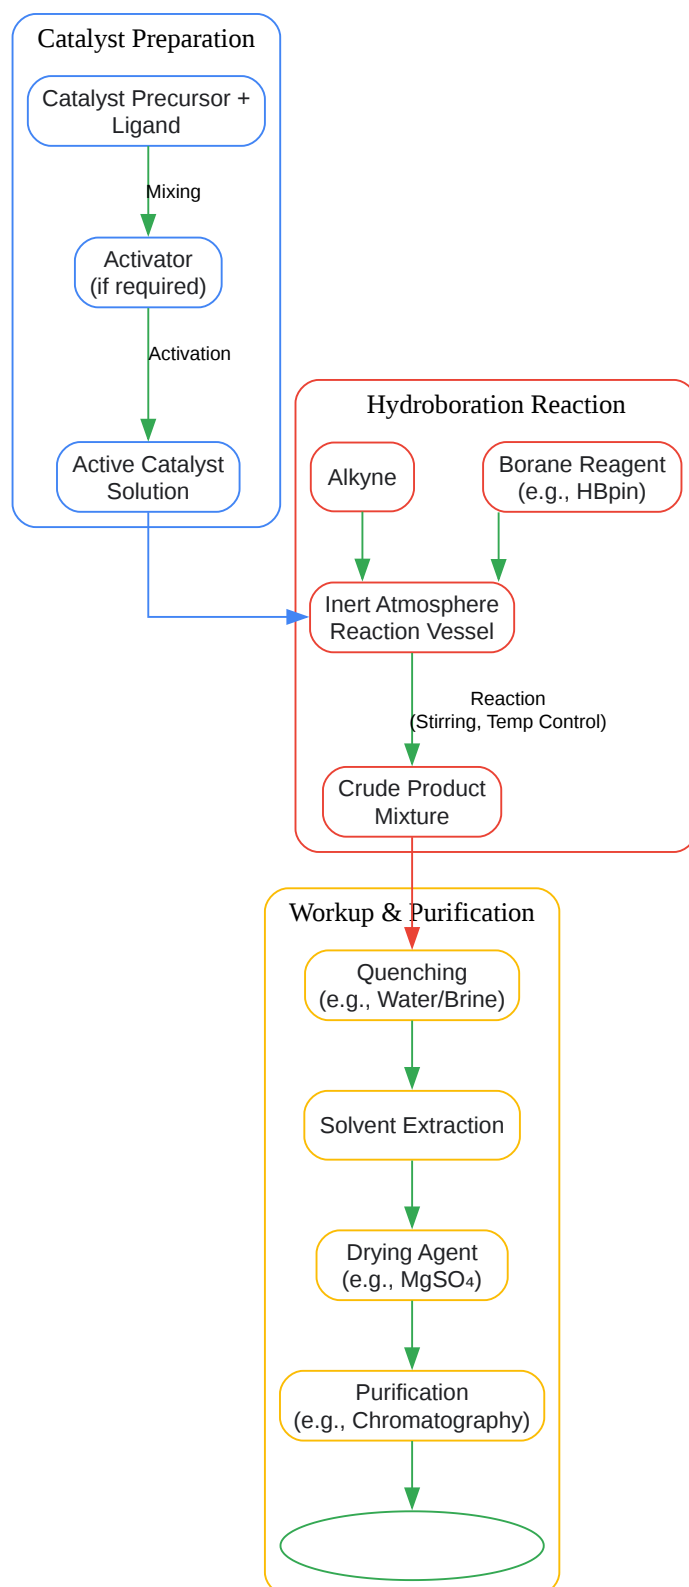 Catalyst Preparation
Catalyst Precursor +
Ligand
Mixing
Activator
(if required)
Activation
Active Catalyst
Solution
Hydroboration Reaction
Alkyne
Borane Reagent
(e.g., HBpin)
Inert Atmosphere
Reaction Vessel
Reaction
(Stirring, Temp Control)
Crude Product
Mixture
Workup & Purification
Quenching
(e.g., Water/Brine)
Solvent Extraction
Drying Agent
(e.g., MgSO₄)
Purification
(e.g., Chromatography)